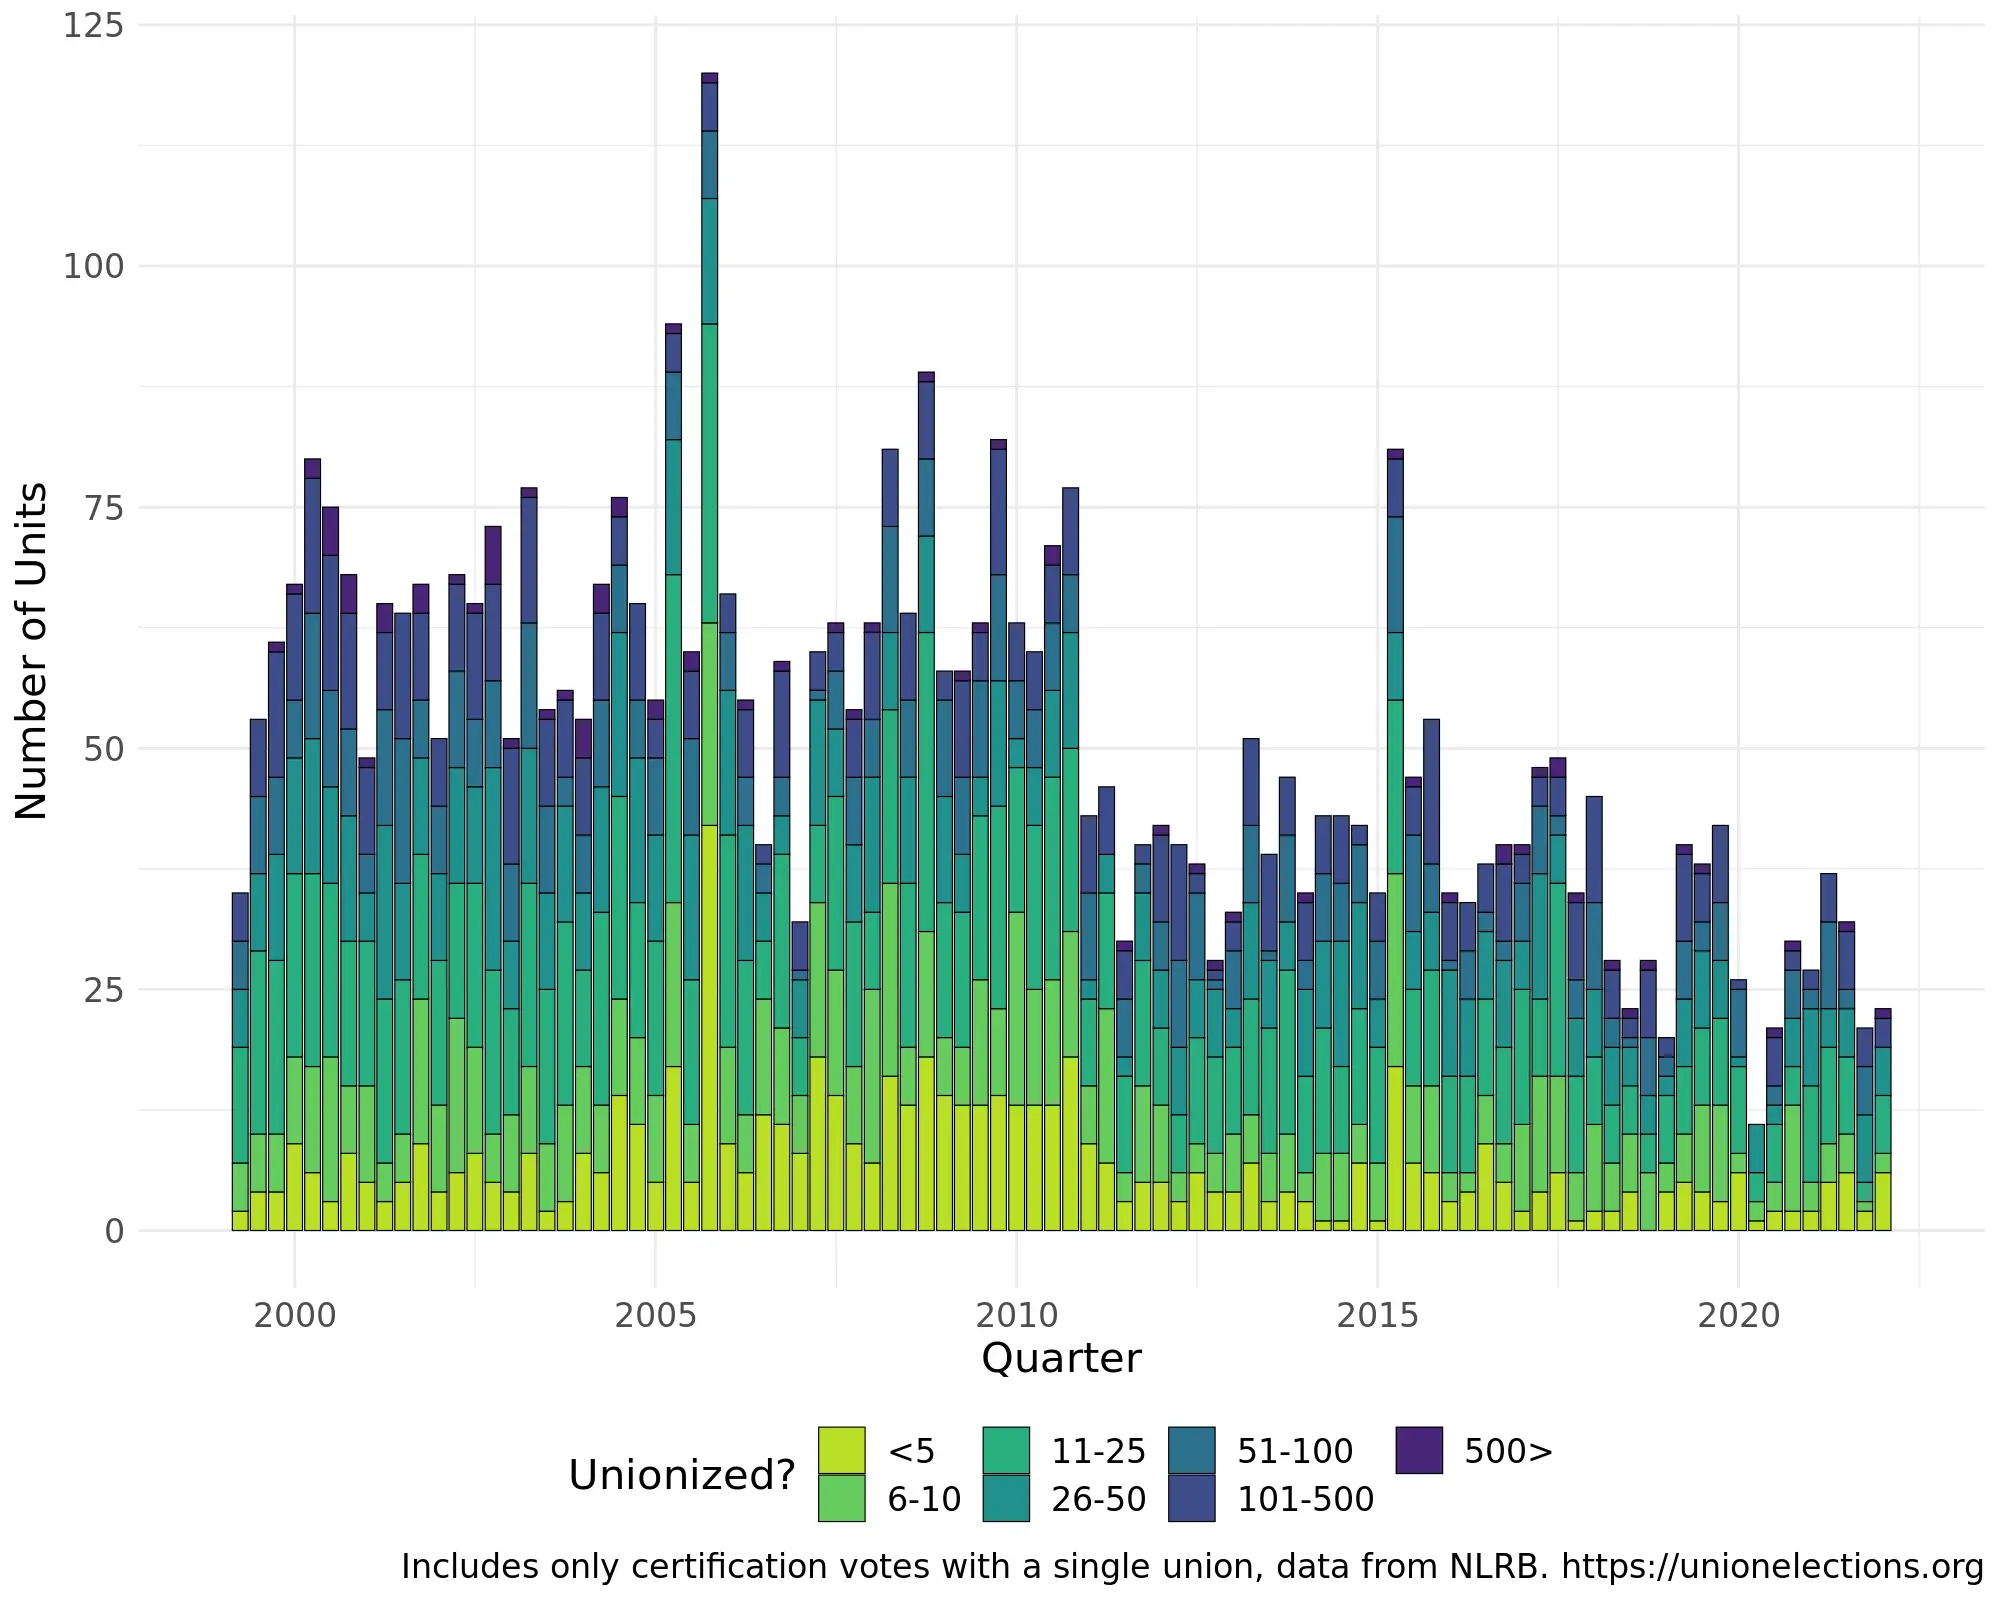 125
100
75
50
25
0
Number of Units
2000 2005 2010 2015 2020
Quarter
Unionized?
<5 11-25 51-100 500>
6-10 26-50 101-500
Includes only certification votes with a single union, data from NLRB. https://unionelections.org